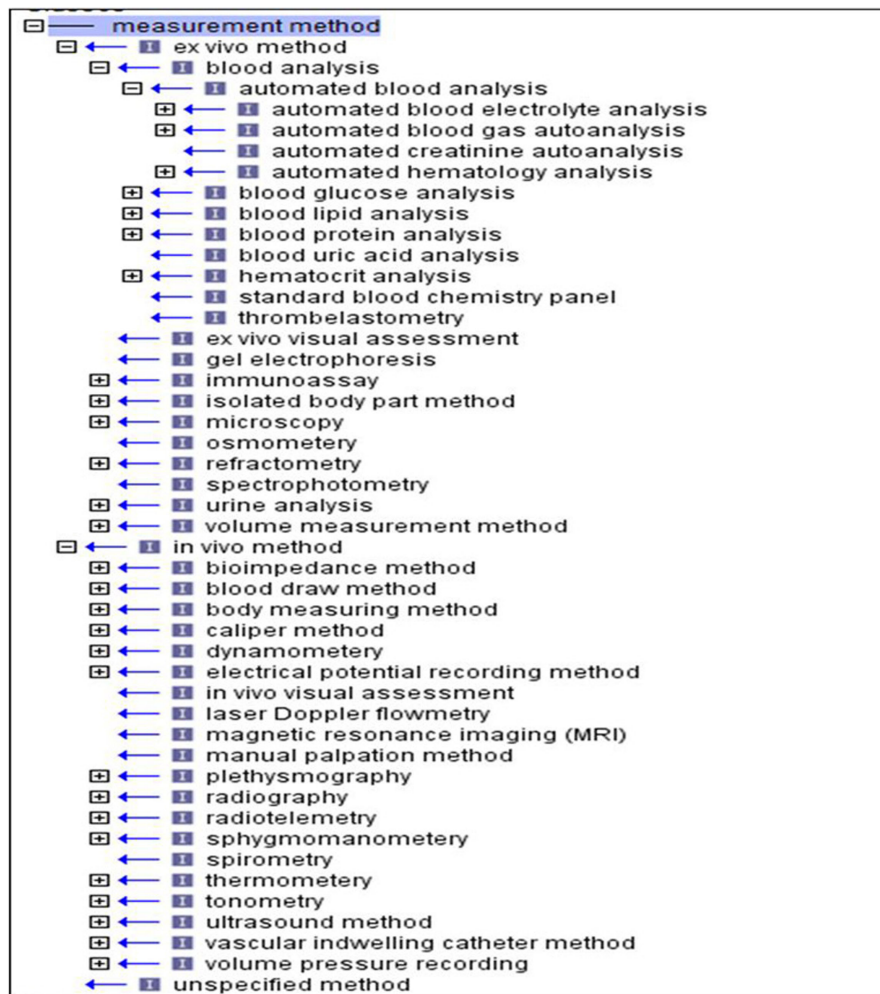 measurement method
ex vivo method
blood analysis
automated blood analysis
automated blood electrolyte analysis
automated blood gas autoanalysis
automated creatinine autoanalysis
automated hematology analysis
blood glucose analysis
blood lipid analysis
blood protein analysis
blood uric acid analysis
hematocrit analysis
standard blood chemistry panel
thrombelastometry
ex vivo visual assessment
gel electrophoresis
immunoassay
isolated body part method
microscopy
osmometery
refractometry
spectrophotometry
urine analysis
volume measurement method
in vivo method
bioimpedance method
blood draw method
body measuring method
caliper method
dynamometery
electrical potential recording method
in vivo visual assessment
laser Doppler flowmetry
magnetic resonance imaging (MRI)
manual palpation method
plethysmography
radiography
radiotelemetry
sphygmomanometery
spirometry
thermometery
tonometry
ultrasound method
vascular indwelling catheter method
volume pressure recording
unspecified method